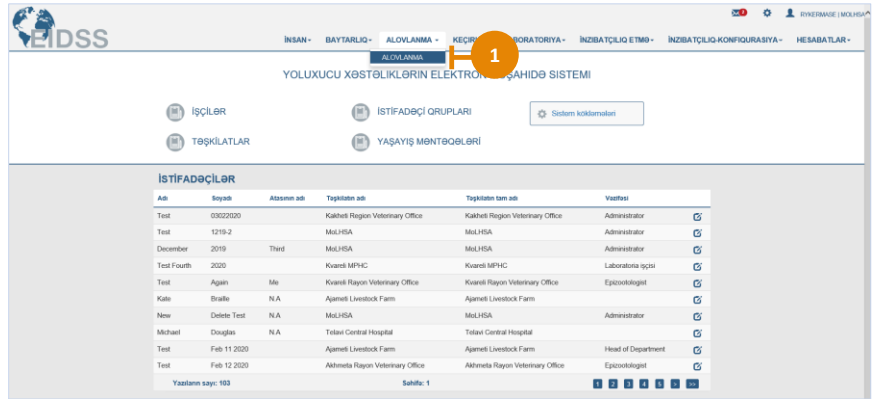 EIDSS
2
RYKERMASE | MOLHSA
İNSAN BAYTARLIQ ALOVLANMA KEÇİRİ BORATORIYA İNZİBATÇILIQ ETMƏ İNZİBATÇILIQ-KONFIQURASIYA HESABATLAR
ALOVLANMA
1
YOLUXUCU XƏSTƏLİKLƏRİN ELEKTRON ŞAHİDƏ SİSTEMİ
İŞÇİLƏR İSTİFADƏÇİ QRUPLARI Sistem kökləmələri
TƏŞKİLATLAR YAŞAYIŞ MƏNTƏQƏLƏRİ
İSTİFADƏÇİLƏR
Adı Soyadı Atasının adı Təşkilatın adı Təşkilatın tam adı Vəzifəsi
Test 03022020 Kakheti Region Veterinary Office Kakheti Region Veterinary Office Administrator
Test 1219-2 MoLHSA MoLHSA Administrator
December 2019 Third MoLHSA MoLHSA Administrator
Test Fourth 2020 Kvareli MPHC Kvareli MPHC Laboratoria işçisi
Test Again Me Kvareli Rayon Veterinary Office Kvareli Rayon Veterinary Office Epizootologist
Kate Braille N.A Ajameti Livestock Farm Ajameti Livestock Farm
New Delete Test N.A MoLHSA MoLHSA Administrator
Michael Douglas N.A Telavi Central Hospital Telavi Central Hospital
Test Feb 11 2020 Ajameti Livestock Farm Ajameti Livestock Farm Head of Department
Test Feb 12 2020 Akhmeta Rayon Veterinary Office Akhmeta Rayon Veterinary Office Epizootologist
Yazıların sayı: 103 Səhifə: 1 1 2 3 4 5 > >>